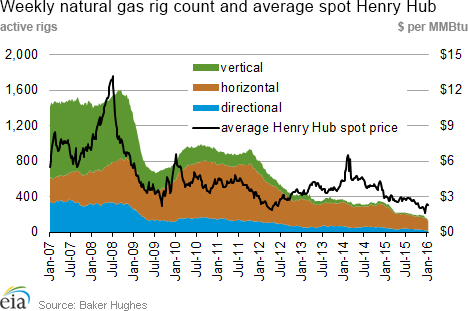 Weekly natural gas rig count and average spot Henry Hub
active rigs $ per MMBtu
2,000 $15
1,600 $12
1,200 $9
800 $6
400 $3
0 $0
vertical
horizontal
directional
average Henry Hub spot price
Jan-07 Jul-07 Jan-08 Jul-08 Jan-09 Jul-09 Jan-10 Jul-10 Jan-11 Jul-11 Jan-12 Jul-12 Jan-13 Jul-13 Jan-14 Jul-14 Jan-15 Jul-15 Jan-16
eia Source: Baker Hughes